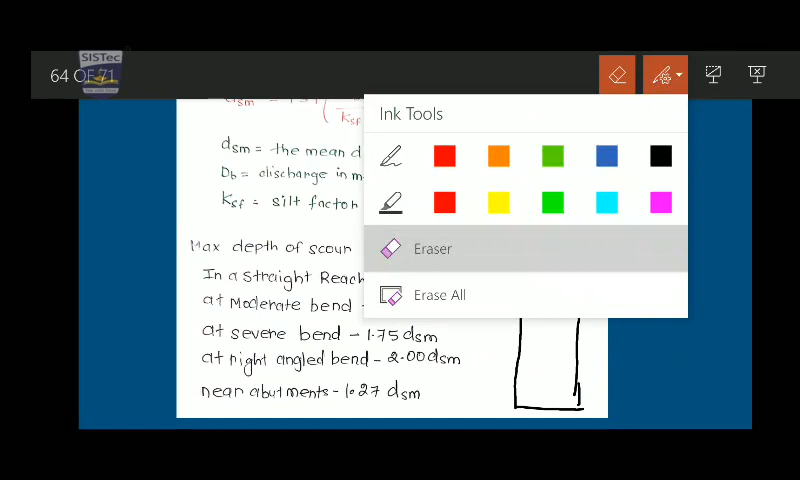 SISTec
64 OF 71
dsm
Ksf
Ink Tools
dsm = the mean d
Db = discharge in m
Ksf = silt factor
Eraser
Max depth of scour
In a straight Reach
Erase All
at moderate bend -
at severe bend - 1.75 dsm
at right angled bend - 2.00 dsm
near abutments - 1.27 dsm